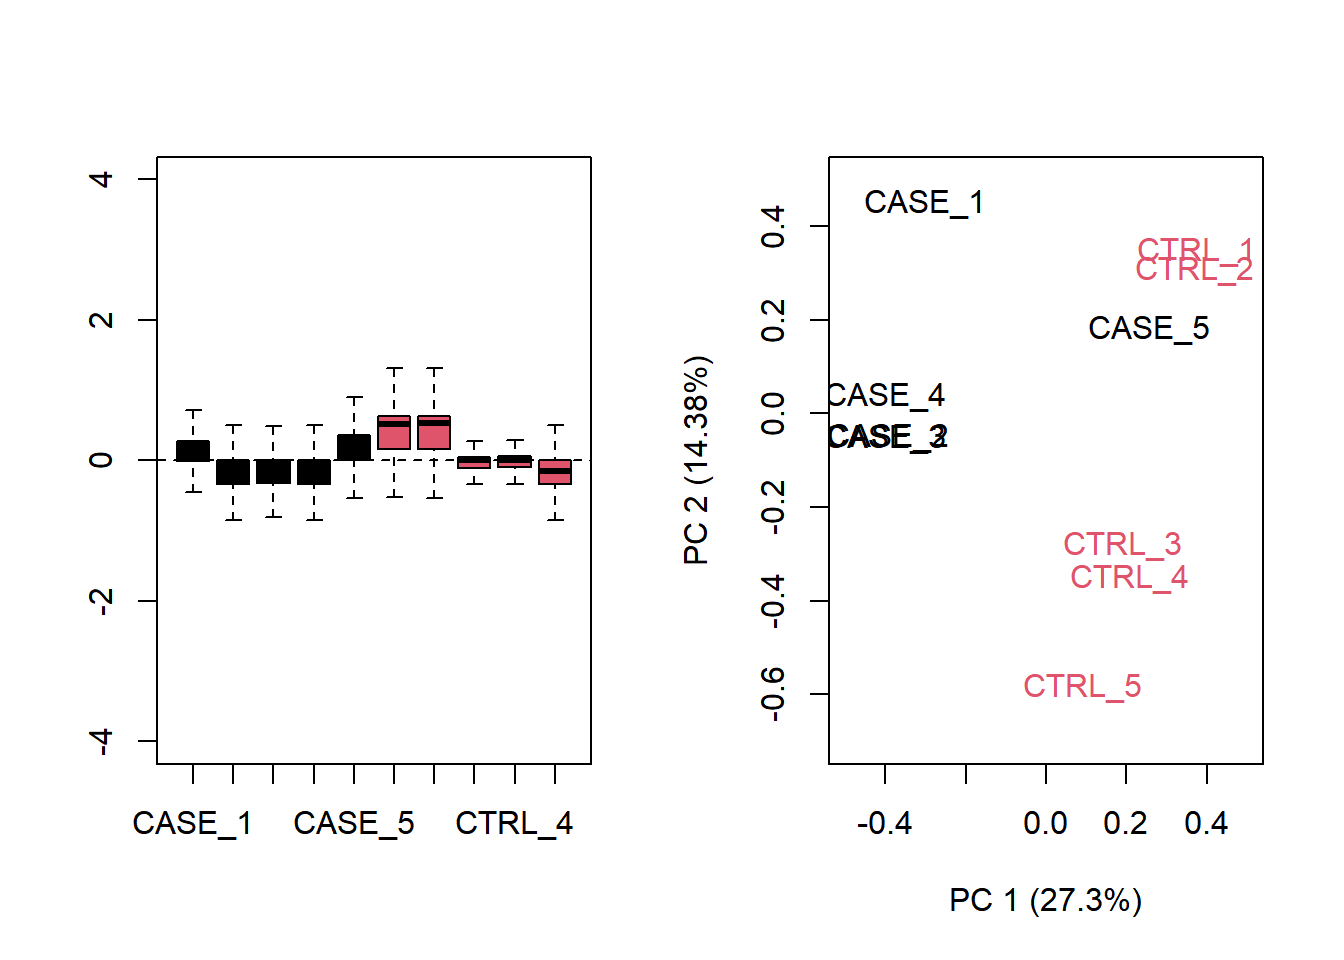 4
2
0
-2
-4
CASE_1 CASE_5 CTRL_4
PC 2 (14.38%)
0.4
0.2
0.0
-0.2
-0.4
-0.6
CASE_1
CTRL_1
CTRL_2
CASE_5
CASE_4
CASE_3
CTRL_3
CTRL_4
CTRL_5
-0.4 0.0 0.2 0.4
PC 1 (27.3%)